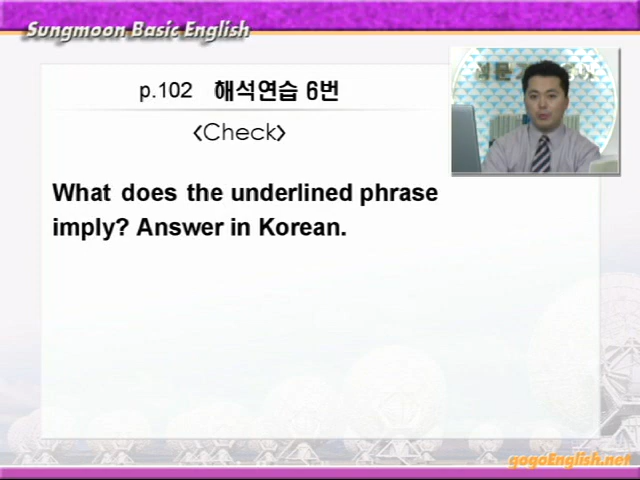 Sungmoon Basic English
p.102 해석연습 6번
<Check>
What does the underlined phrase
imply? Answer in Korean.
gogoEnglish.net